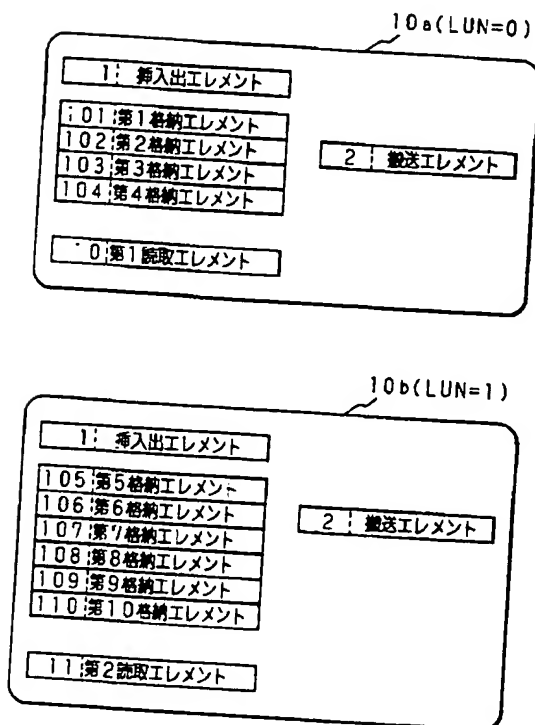 10a(LUN=0)
1 挿入出エレメント
101 第1格納エレメント
102 第2格納エレメント
103 第3格納エレメント
104 第4格納エレメント
2 搬送エレメント
0 第1読取エレメント
10b(LUN=1)
1 挿入出エレメント
105 第5格納エレメント
106 第6格納エレメント
107 第7格納エレメント
108 第8格納エレメント
109 第9格納エレメント
110 第10格納エレメント
2 搬送エレメント
11 第2読取エレメント